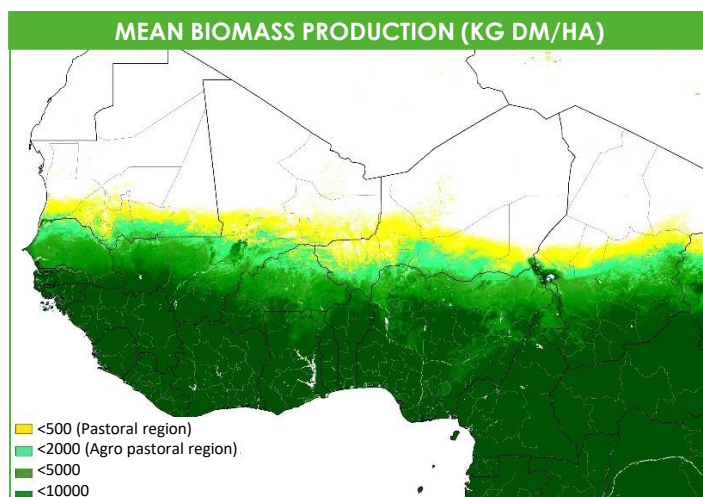 MEAN BIOMASS PRODUCTION (KG DM/HA)
<500 (Pastoral region)
<2000 (Agro pastoral region)
<5000
<10000